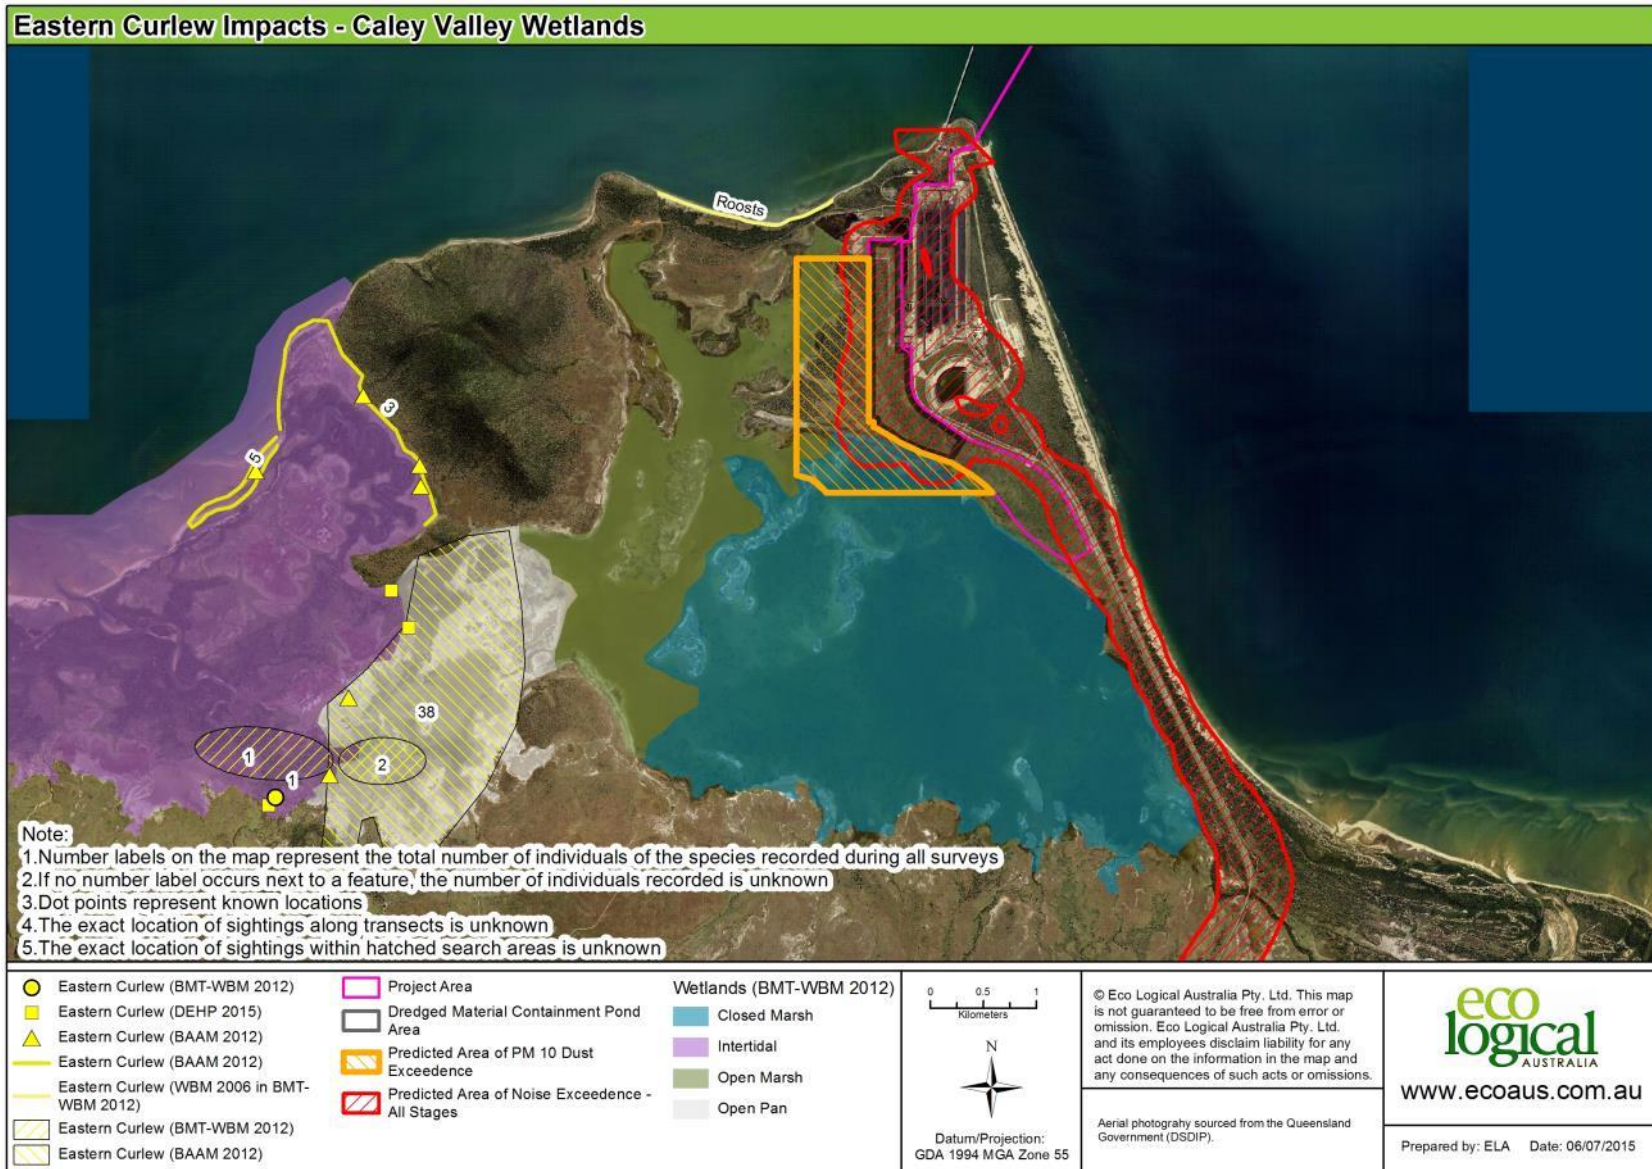 Eastern Curlew Impacts - Caley Valley Wetlands
Roosts
3
5
38
1
2
1
Note:
1.Number labels on the map represent the total number of individuals of the species recorded during all surveys
2.If no number label occurs next to a feature, the number of individuals recorded is unknown
3.Dot points represent known locations
4.The exact location of sightings along transects is unknown
5.The exact location of sightings within hatched search areas is unknown
Eastern Curlew (BMT-WBM 2012)
Eastern Curlew (DEHP 2015)
Eastern Curlew (BAAM 2012)
Eastern Curlew (BAAM 2012)
Eastern Curlew (WBM 2006 in BMT-
WBM 2012)
Eastern Curlew (BMT-WBM 2012)
Eastern Curlew (BAAM 2012)
Project Area
Dredged Material Containment Pond
Area
Predicted Area of PM 10 Dust
Exceedence
Predicted Area of Noise Exceedence -
All Stages
Wetlands (BMT-WBM 2012)
Closed Marsh
Intertidal
Open Marsh
Open Pan
0 0.5 1
Kilometers
N
Datum/Projection:
GDA 1994 MGA Zone 55
© Eco Logical Australia Pty. Ltd. This map
is not guaranteed to be free from error or
omission. Eco Logical Australia Pty. Ltd.
and its employees disclaim liability for any
act done on the information in the map and
any consequences of such acts or omissions.
Aerial photograhy sourced from the Queensland
Government (DSDIP).
eco
logical
AUSTRALIA
www.ecoaus.com.au
Prepared by: ELA Date: 06/07/2015